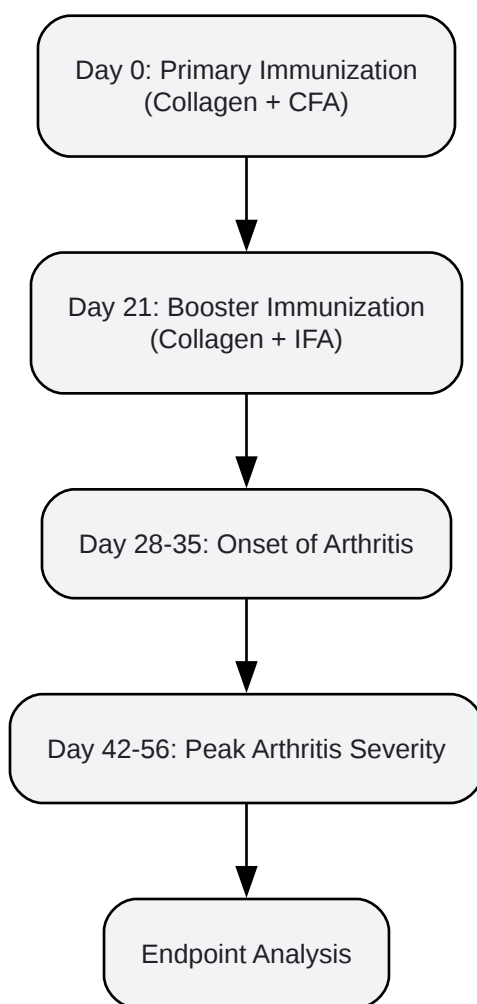 Day 0: Primary Immunization
(Collagen + CFA)
Day 21: Booster Immunization
(Collagen + IFA)
Day 28-35: Onset of Arthritis
Day 42-56: Peak Arthritis Severity
Endpoint Analysis